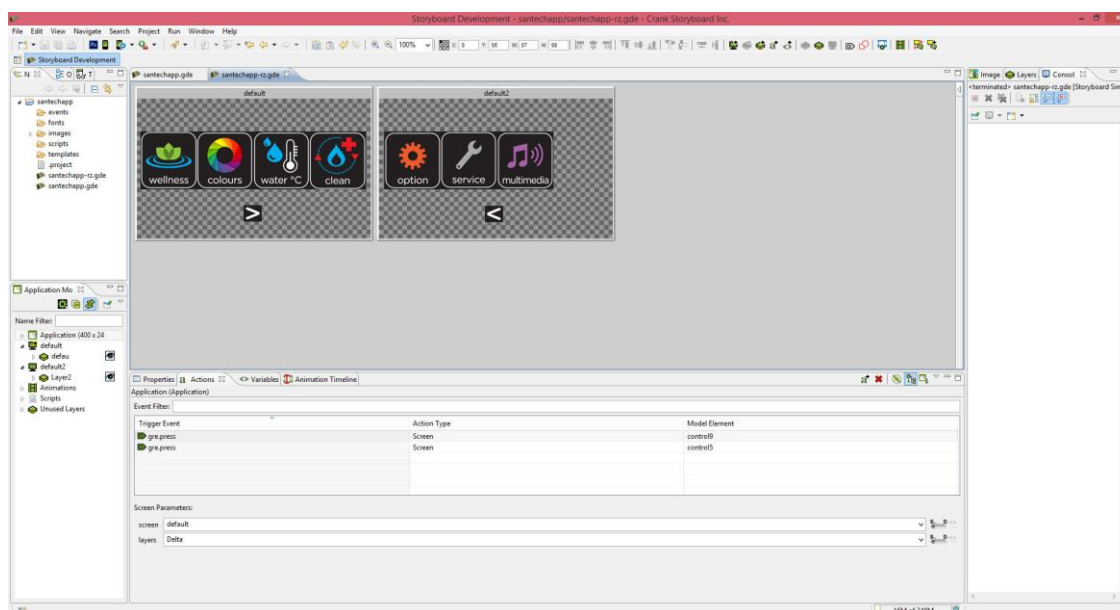 Storyboard Development - santechapp/santechapp-rz.gde - Crank Storyboard Inc.
File Edit View Navigate Search Project Run Window Help
100% x: 9 y: 96 w: 97 H: 99
Storyboard Development
N O T
santechapp.gde santechapp-rz.gde
Image Layers Consol
<terminated> santechapp-rz.gde [Storyboard Sim
santechapp
events
fonts
images
scripts
templates
.project
santechapp-rz.gde
santechapp.gde
default default2
wellness colours water °C clean
option service multimedia
> <
Application Mo
Name Filter:
Application (400 x 24
default
defau
default2
Layer2
Animations
Scripts
Unused Layers
Properties Actions Variables Animation Timeline
Application (Application)
Event Filter:
Trigger Event Action Type Model Element
gre.press Screen control9
gre.press Screen control5
Screen Parameters:
screen default
layers Delta